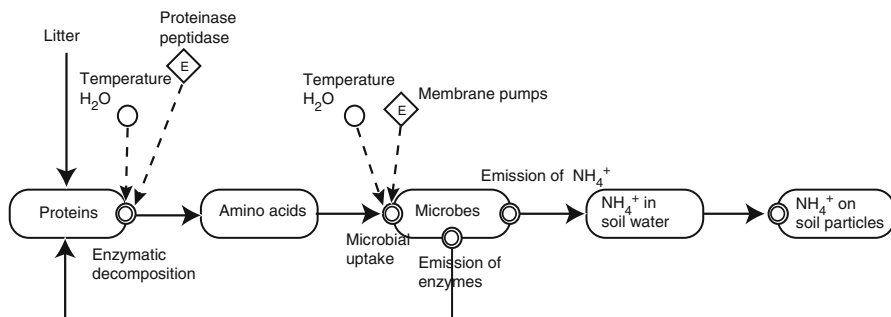 Litter
Proteinase
peptidase
E
Temperature
H₂O
Temperature
H₂O
E
Membrane pumps
Proteins
Enzymatic
decomposition
Amino acids
Microbial
uptake
Microbes
Emission of
enzymes
Emission of NH₄⁺
NH₄⁺ in
soil water
NH₄⁺ on
soil particles